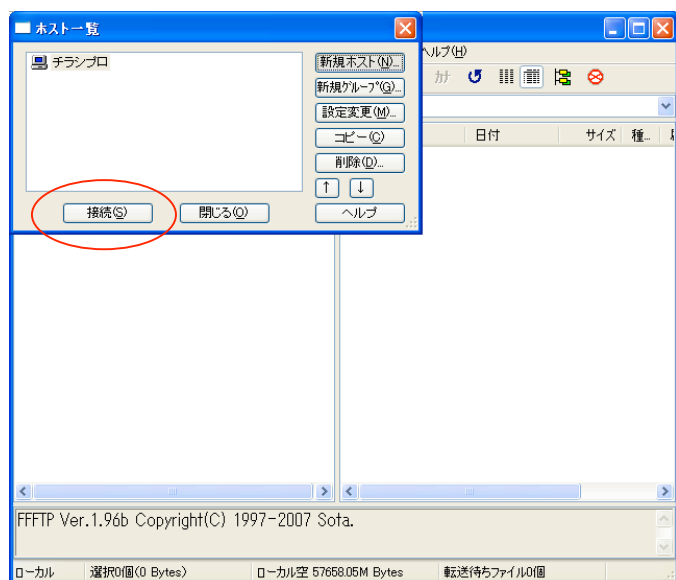 ホスト一覧
チラシプロ
新規ホスト(N)...
新規グループ(G)...
設定変更(M)...
コピー(C)
削除(D)...
↑ ↓
接続(S) 閉じる(O) ヘルプ
ヘルプ(H)
カナ
日付 サイズ 種...
FFFTP Ver.1.96b Copyright(C) 1997-2007 Sota.
ローカル 選択0個(0 Bytes) ローカル空 57658.05M Bytes 転送待ちファイル0個